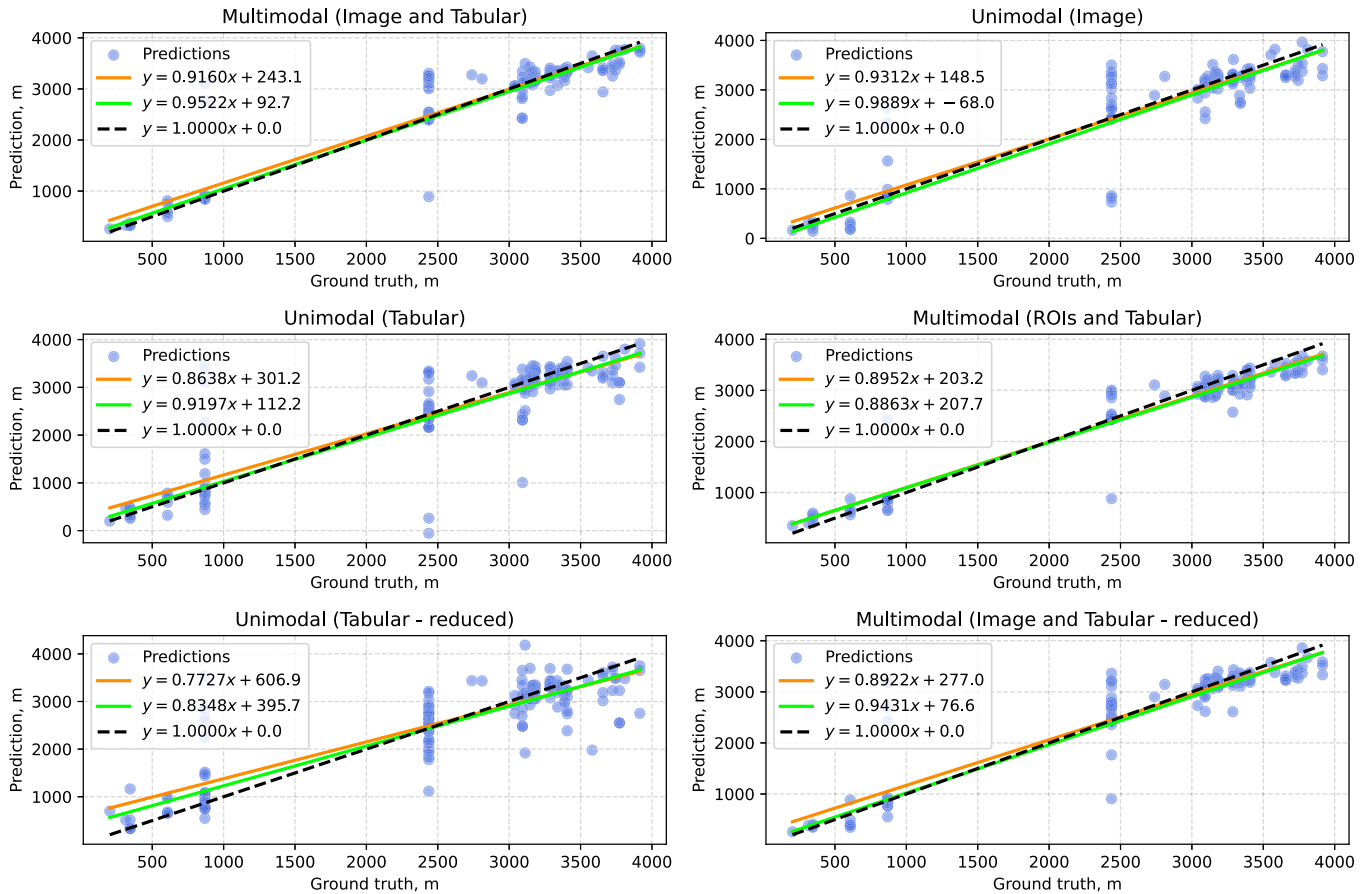 Multimodal (Image and Tabular)
4000
3000
2000
1000
Prediction, m
Predictions
y = 0.9160x + 243.1
y = 0.9522x + 92.7
y = 1.0000x + 0.0
500 1000 1500 2000 2500 3000 3500 4000
Ground truth, m
Unimodal (Image)
4000
3000
2000
1000
0
Prediction, m
Predictions
y = 0.9312x + 148.5
y = 0.9889x + −68.0
y = 1.0000x + 0.0
500 1000 1500 2000 2500 3000 3500 4000
Ground truth, m
Unimodal (Tabular)
4000
3000
2000
1000
0
Prediction, m
Predictions
y = 0.8638x + 301.2
y = 0.9197x + 112.2
y = 1.0000x + 0.0
500 1000 1500 2000 2500 3000 3500 4000
Ground truth, m
Multimodal (ROIs and Tabular)
4000
3000
2000
1000
Prediction, m
Predictions
y = 0.8952x + 203.2
y = 0.8863x + 207.7
y = 1.0000x + 0.0
500 1000 1500 2000 2500 3000 3500 4000
Ground truth, m
Unimodal (Tabular - reduced)
4000
3000
2000
1000
Prediction, m
Predictions
y = 0.7727x + 606.9
y = 0.8348x + 395.7
y = 1.0000x + 0.0
500 1000 1500 2000 2500 3000 3500 4000
Ground truth, m
Multimodal (Image and Tabular - reduced)
4000
3000
2000
1000
Prediction, m
Predictions
y = 0.8922x + 277.0
y = 0.9431x + 76.6
y = 1.0000x + 0.0
500 1000 1500 2000 2500 3000 3500 4000
Ground truth, m